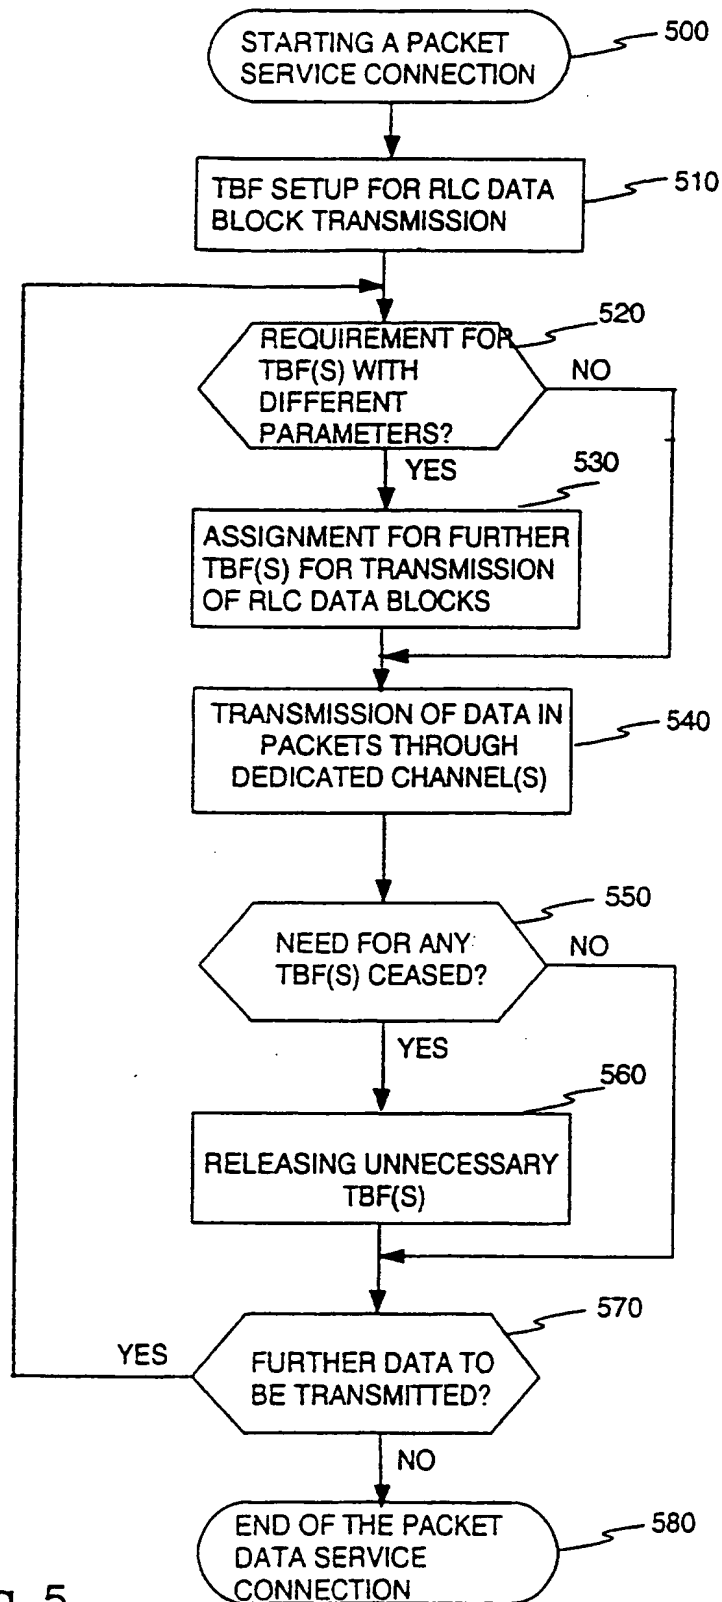 STARTING A PACKET
SERVICE CONNECTION
500
TBF SETUP FOR RLC DATA
BLOCK TRANSMISSION
510
REQUIREMENT FOR
TBF(S) WITH
DIFFERENT
PARAMETERS?
520
NO
YES
530
ASSIGNMENT FOR FURTHER
TBF(S) FOR TRANSMISSION
OF RLC DATA BLOCKS
TRANSMISSION OF DATA IN
PACKETS THROUGH
DEDICATED CHANNEL(S)
540
NEED FOR ANY
TBF(S) CEASED?
550
NO
YES
560
RELEASING UNNECESSARY
TBF(S)
570
YES
FURTHER DATA TO
BE TRANSMITTED?
NO
END OF THE PACKET
DATA SERVICE
CONNECTION
580
5